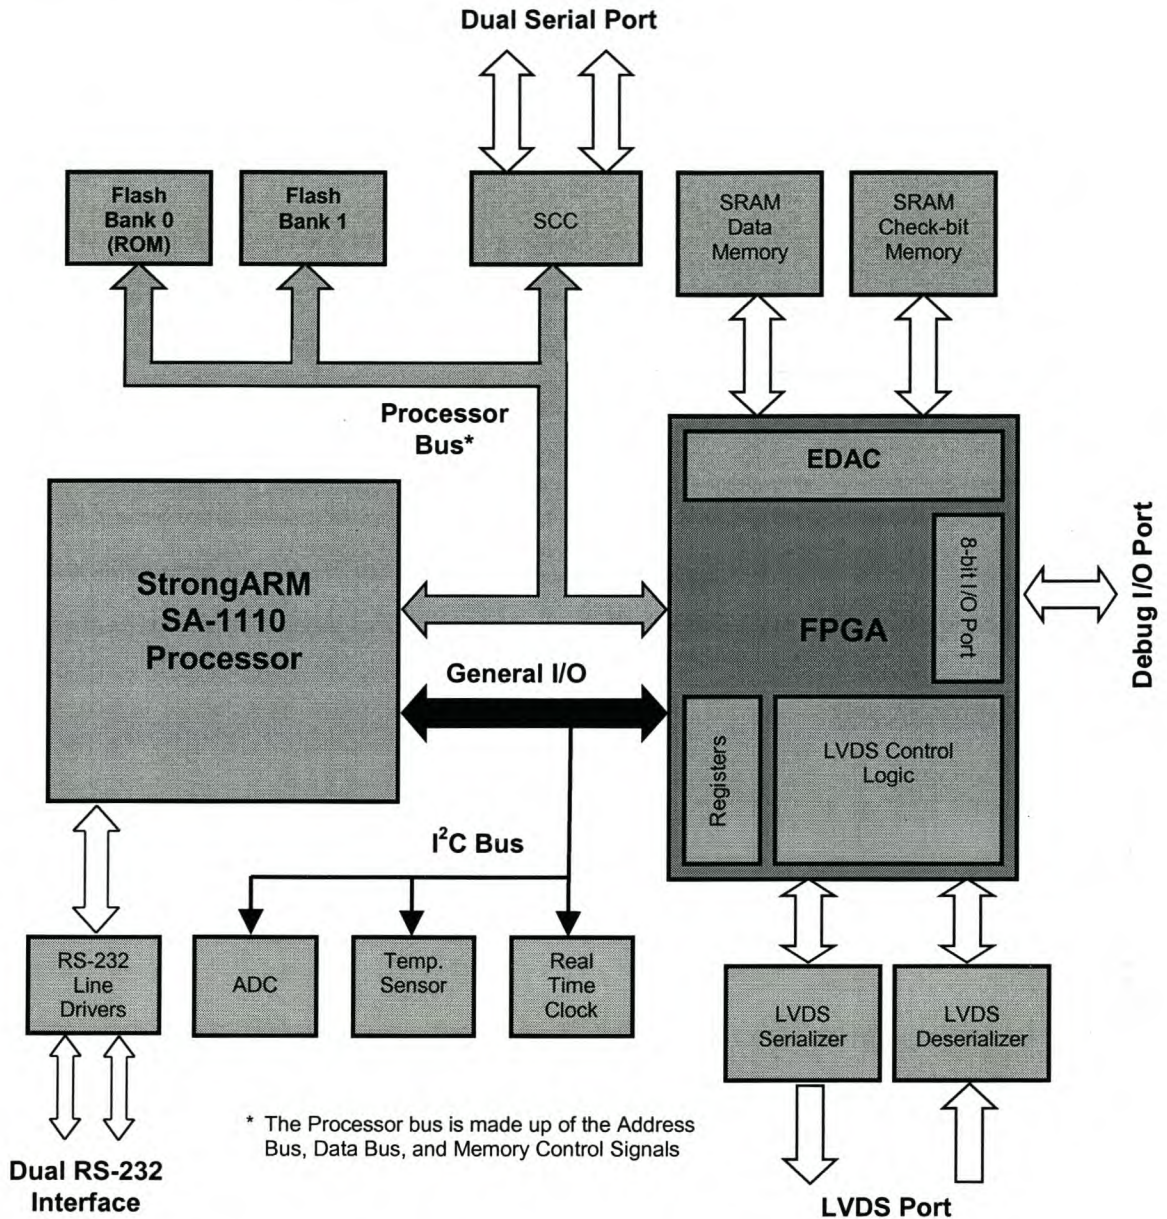 Dual Serial Port
Flash
Bank 0
(ROM)
Flash
Bank 1
SCC
SRAM
Data
Memory
SRAM
Check-bit
Memory
Processor
Bus*
EDAC
8-bit I/O Port
Debug I/O Port
StrongARM
SA-1110
Processor
FPGA
General I/O
Registers
LVDS Control
Logic
I²C Bus
RS-232
Line
Drivers
ADC
Temp.
Sensor
Real
Time
Clock
LVDS
Serializer
LVDS
Deserializer
* The Processor bus is made up of the Address
Bus, Data Bus, and Memory Control Signals
Dual RS-232
Interface
LVDS Port